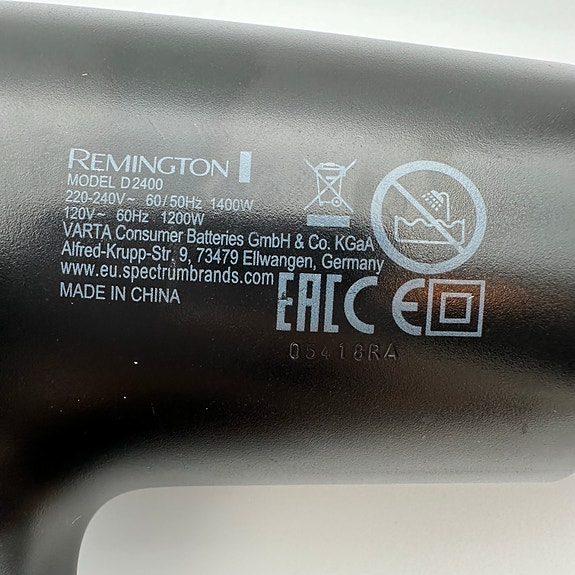 REMINGTON
MODEL D2400
220-240V~ 60/50Hz 1400W
120V~ 60Hz 1200W
VARTA Consumer Batteries GmbH & Co. KGaA
Alfred-Krupp-Str. 9, 73479 Ellwangen, Germany
www.eu.spectrumbrands.com
MADE IN CHINA
EAC CE
05418RA